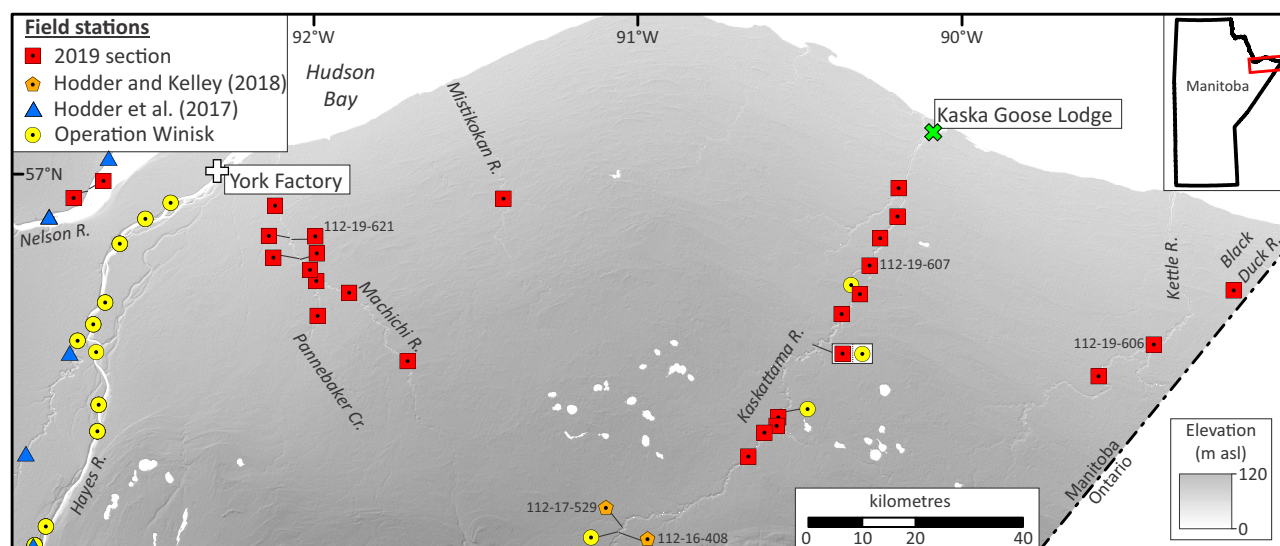 Field stations
2019 section
Hodder and Kelley (2018)
Hodder et al. (2017)
Operation Winisk
92°W
91°W
90°W
Hudson
Bay
Manitoba
Mistikokan R.
Kaska Goose Lodge
57°N
York Factory
Nelson R.
112-19-621
112-19-607
Kettle R.
Black
Duck R.
Machichi R.
Pannebaker Cr.
Kaskattama R.
112-19-606
Hayes R.
Manitoba
Ontario
Elevation
(m asl)
120
0
112-17-529
112-16-408
kilometres
0 10 20 40